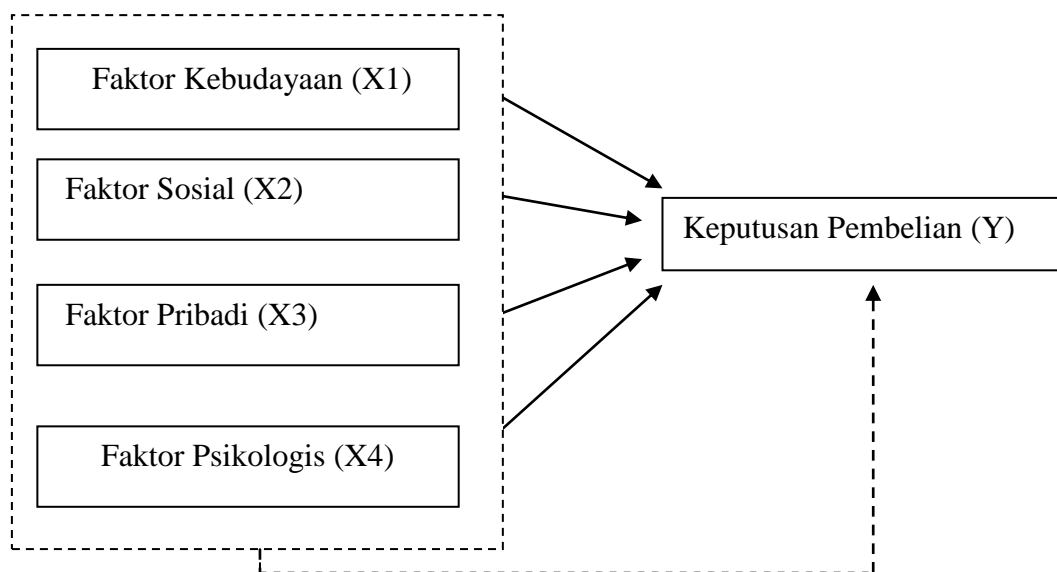 Faktor Kebudayaan (X1)
Faktor Sosial (X2)
Keputusan Pembelian (Y)
Faktor Pribadi (X3)
Faktor Psikologis (X4)